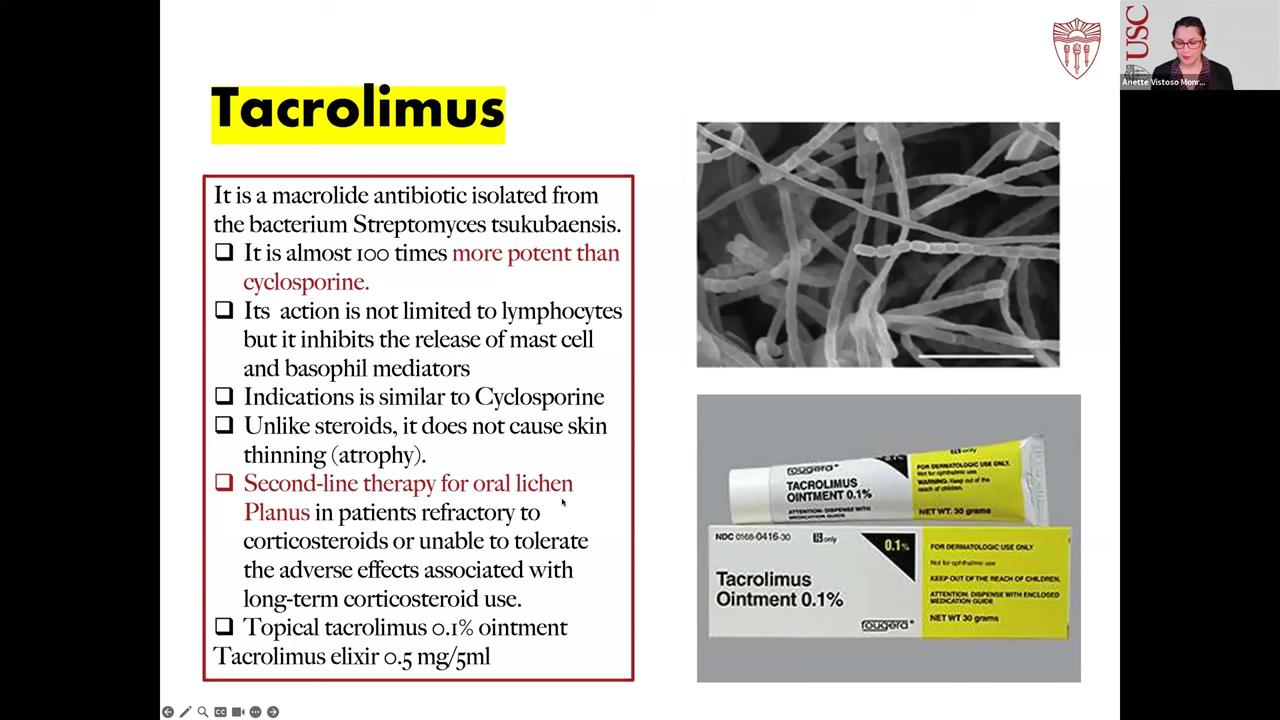 USC
Anette Vistoso Monr...
Tacrolimus
It is a macrolide antibiotic isolated from
the bacterium Streptomyces tsukubaensis.
It is almost 100 times more potent than
cyclosporine.
Its action is not limited to lymphocytes
but it inhibits the release of mast cell
and basophil mediators
Indications is similar to Cyclosporine
Unlike steroids, it does not cause skin
thinning (atrophy).
Second-line therapy for oral lichen
Planus in patients refractory to
corticosteroids or unable to tolerate
the adverse effects associated with
long-term corticosteroid use.
Topical tacrolimus 0.1% ointment
Tacrolimus elixir 0.5 mg/5ml
fougera
TACROLIMUS
OINTMENT 0.1%
ATTENTION: DISPENSE WITH
MEDICATION GUIDE
only
FOR DERMATOLOGIC USE ONLY.
Not for ophthalmic use.
WARNING: Keep out of the
reach of children.
NET WT. 30 grams
NDC 0168-0416-30
Rx only
0.1%
Tacrolimus
Ointment 0.1%
fougera
FOR DERMATOLOGIC USE ONLY
Not for ophthalmic use
KEEP OUT OF THE REACH OF CHILDREN.
ATTENTION: DISPENSE WITH ENCLOSED
MEDICATION GUIDE
NET WT 30 grams